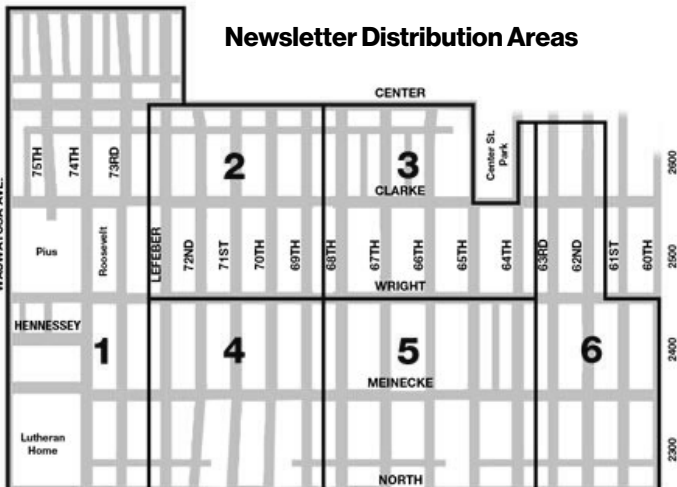 Newsletter Distribution Areas
CENTER
75TH
74TH
73RD
2
3
Center St.
Park
2600
CLARKE
WAUWATOSA AVE.
Pius
Roosevelt
LEFEBER
72ND
71ST
70TH
69TH
68TH
67TH
66TH
65TH
64TH
63RD
62ND
61ST
60TH
2500
WRIGHT
HENNESSEY
1
4
5
6
2400
MEINECKE
Lutheran
Home
2300
NORTH